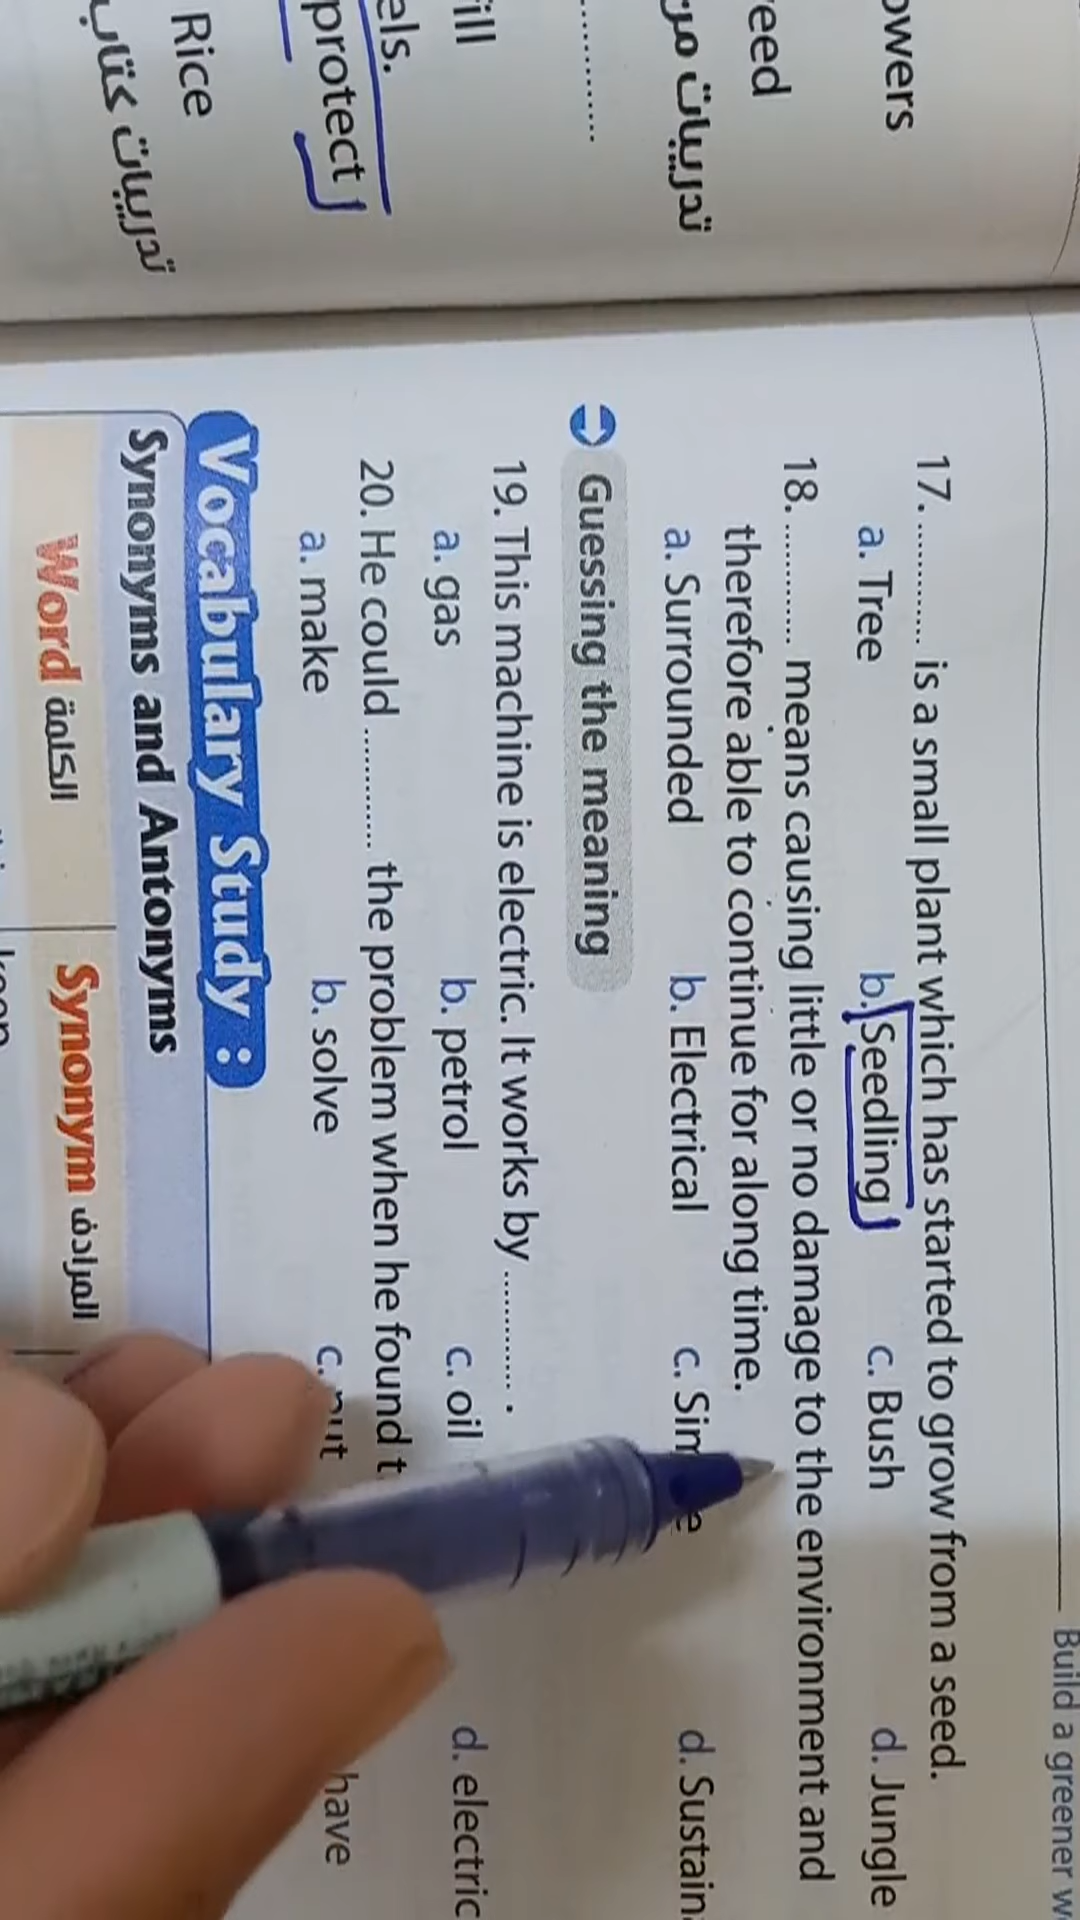 owers
reed
تدريبات من
ill
els.
protect
Rice
تدريبات كتاب
Build a greener
17. ............ is a small plant which has started to grow from a seed.
a. Tree b. Seedling c. Bush d. Jungle
18. ............ means causing little or no damage to the environment and
therefore able to continue for along time.
a. Surrounded b. Electrical c. d.
Guessing the meaning
19. This machine is electric. It works by ............ .
a. gas b. petrol c. oil d. electric
20. He could ............ the problem when he found
a. make b. solve c. put have
Vocabulary Study :
Synonyms and Antonyms
Word الكلمة Synonym المرادف